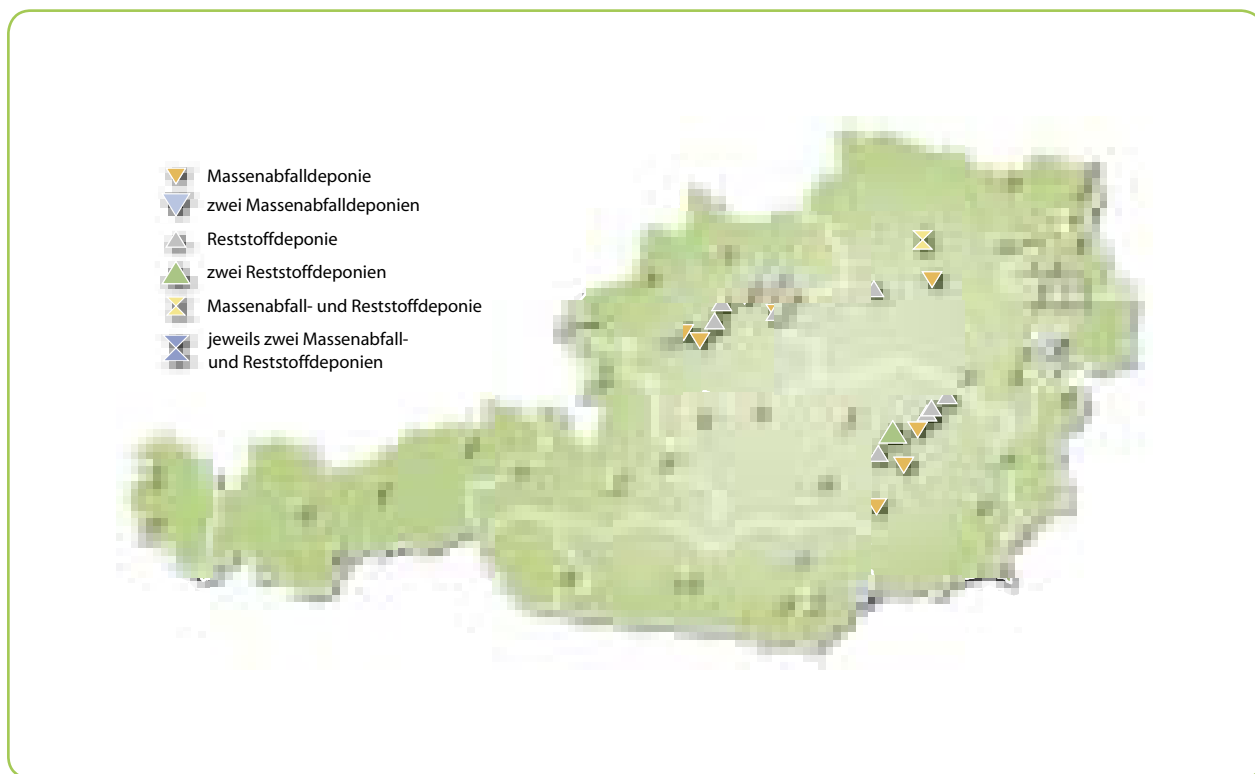 Massenabfalldeponie
zwei Massenabfalldeponien
Reststoffdeponie
zwei Reststoffdeponien
Massenabfall- und Reststoffdeponie
jeweils zwei Massenabfall-
und Reststoffdeponien